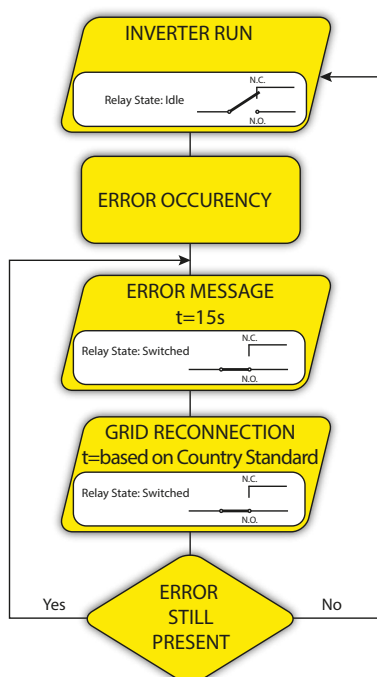 INVERTER RUN
N.C.
Relay State: Idle
N.O.
ERROR OCCURENCY
ERROR MESSAGE
t=15s
N.C.
Relay State: Switched
N.O.
GRID RECONNECTION
t=based on Country Standard
N.C.
Relay State: Switched
N.O.
Yes
ERROR
STILL
PRESENT
No